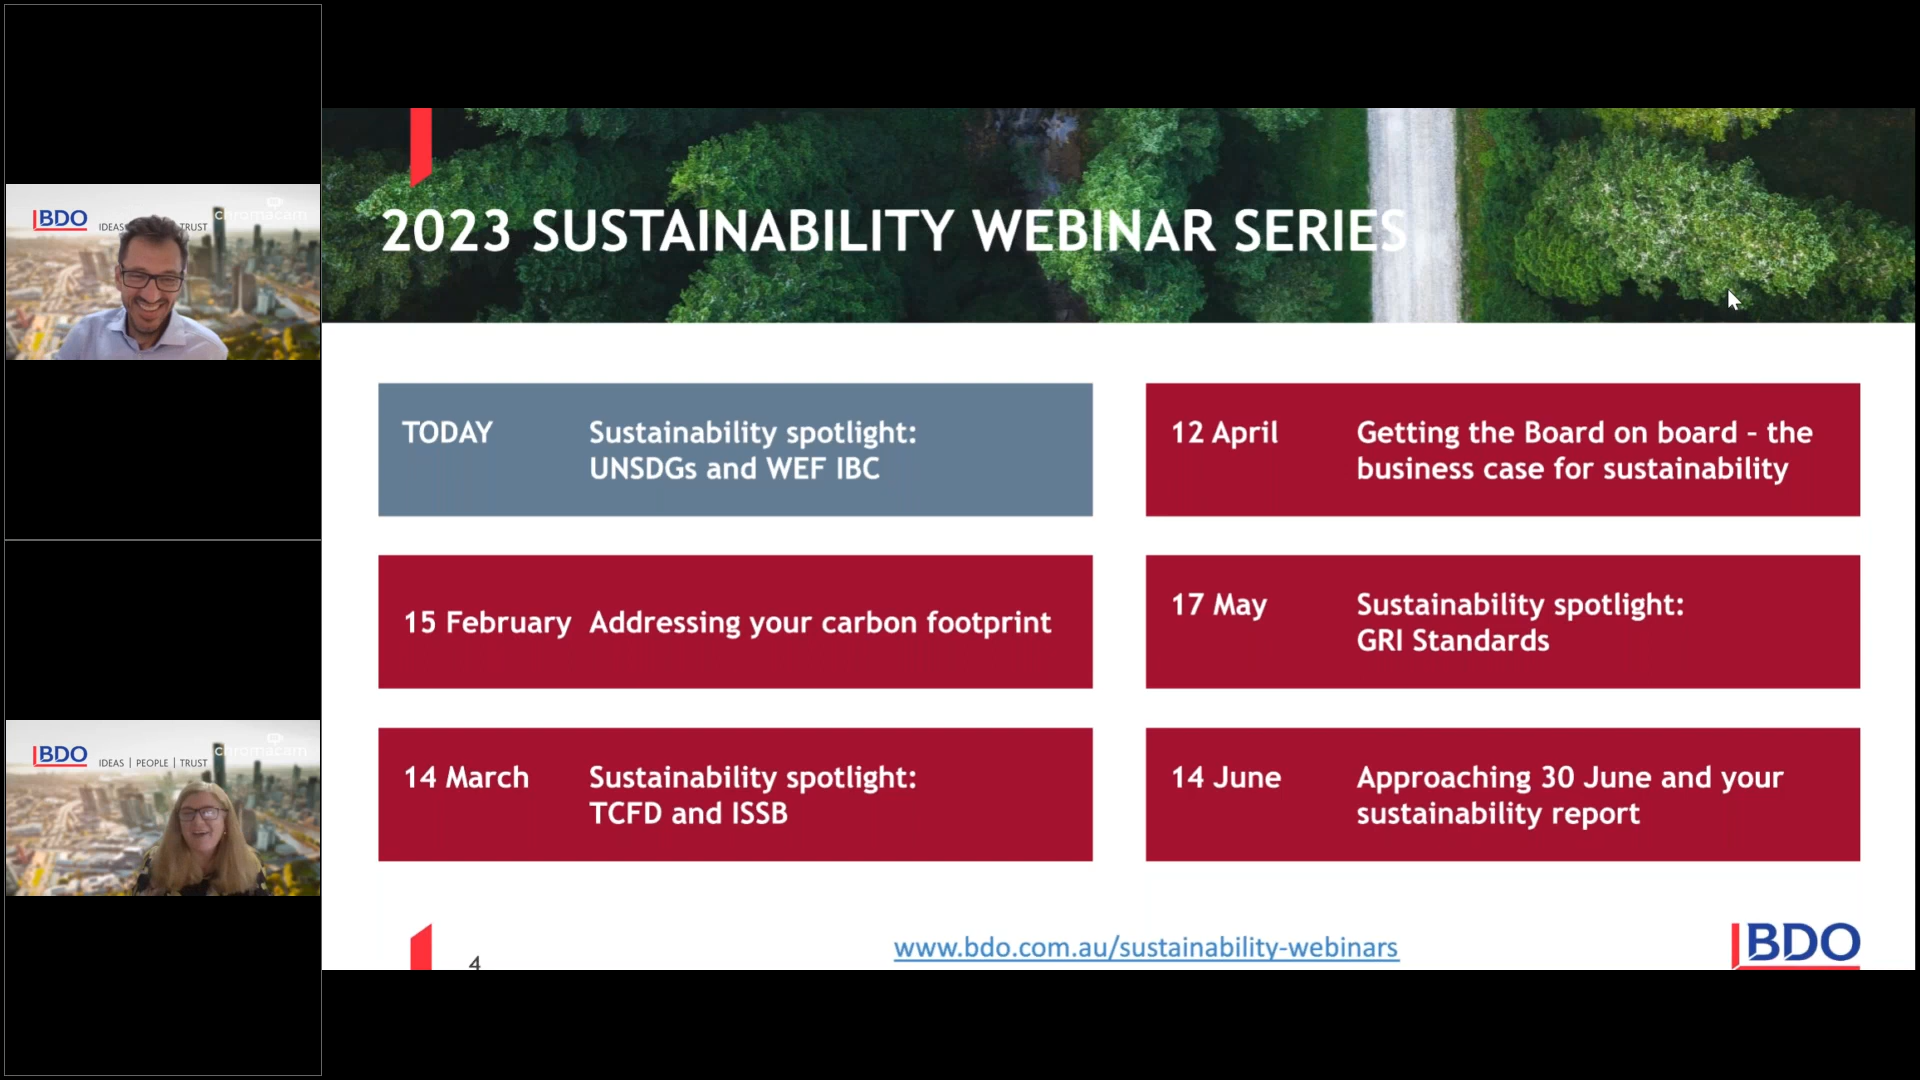 BDO
IDEAS
TRUST
chromacam
BDO
IDEAS | PEOPLE | TRUST
chromacam
2023 SUSTAINABILITY WEBINAR SERIES
TODAY
Sustainability spotlight:
UNSDGs and WEF IBC
15 February
Addressing your carbon footprint
14 March
Sustainability spotlight:
TCFD and ISSB
12 April
Getting the Board on board – the
business case for sustainability
17 May
Sustainability spotlight:
GRI Standards
14 June
Approaching 30 June and your
sustainability report
4
www.bdo.com.au/sustainability-webinars
BDO